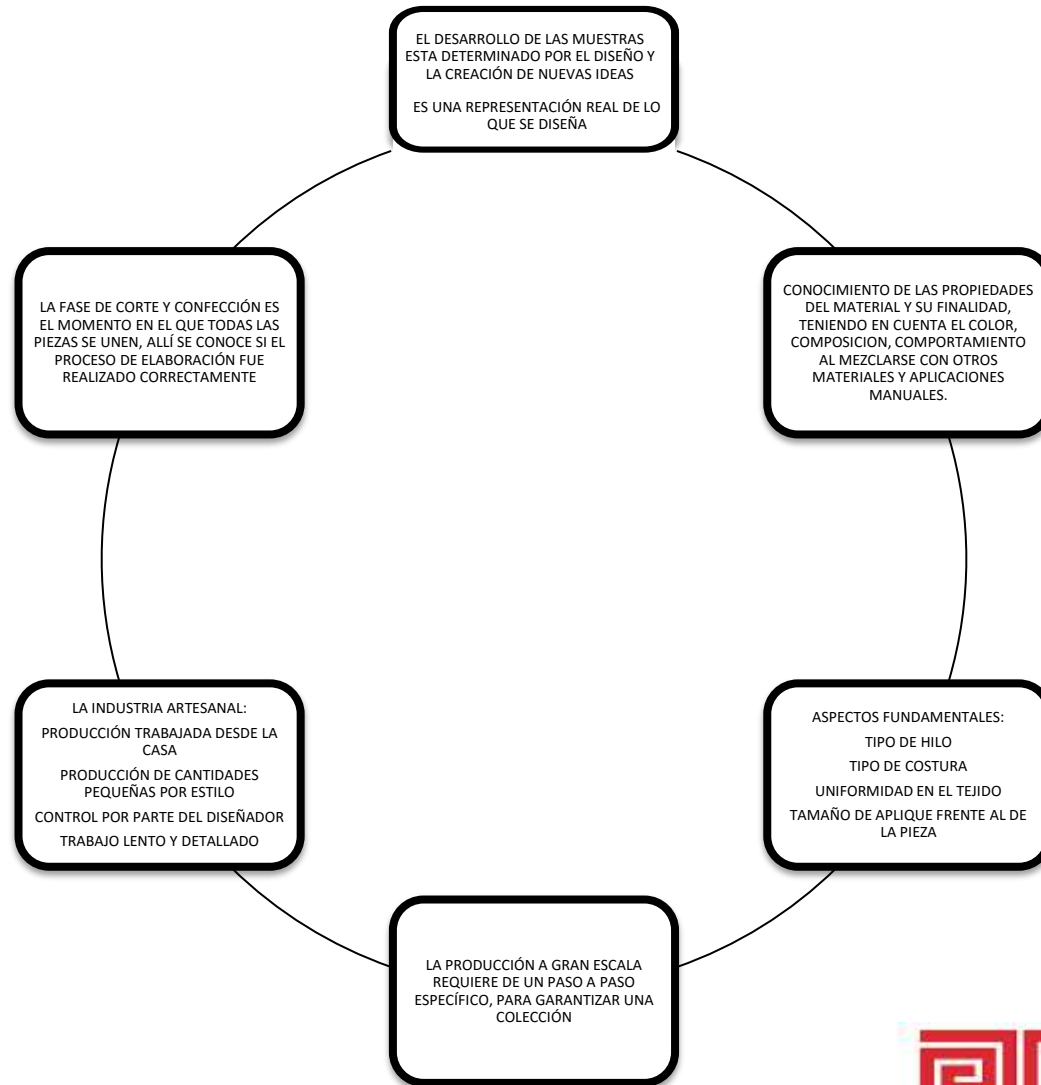 EL DESARROLLO DE LAS MUESTRAS
ESTA DETERMINADO POR EL DISEÑO Y
LA CREACIÓN DE NUEVAS IDEAS
ES UNA REPRESENTACIÓN REAL DE LO
QUE SE DISEÑA
CONOCIMIENTO DE LAS PROPIEDADES
DEL MATERIAL Y SU FINALIDAD,
TENIENDO EN CUENTA EL COLOR,
COMPOSICION, COMPORTAMIENTO
AL MEZCLARSE CON OTROS
MATERIALES Y APLICACIONES
MANUALES.
ASPECTOS FUNDAMENTALES:
TIPO DE HILO
TIPO DE COSTURA
UNIFORMIDAD EN EL TEJIDO
TAMAÑO DE APLIQUE FRENTE AL DE
LA PIEZA
LA PRODUCCIÓN A GRAN ESCALA
REQUIERE DE UN PASO A PASO
ESPECÍFICO, PARA GARANTIZAR UNA
COLECCIÓN
LA INDUSTRIA ARTESANAL:
PRODUCCIÓN TRABAJADA DESDE LA
CASA
PRODUCCIÓN DE CANTIDADES
PEQUEÑAS POR ESTILO
CONTROL POR PARTE DEL DISEÑADOR
TRABAJO LENTO Y DETALLADO
LA FASE DE CORTE Y CONFECCIÓN ES
EL MOMENTO EN EL QUE TODAS LAS
PIEZAS SE UNEN, ALLÍ SE CONOCE SI EL
PROCESO DE ELABORACIÓN FUE
REALIZADO CORRECTAMENTE